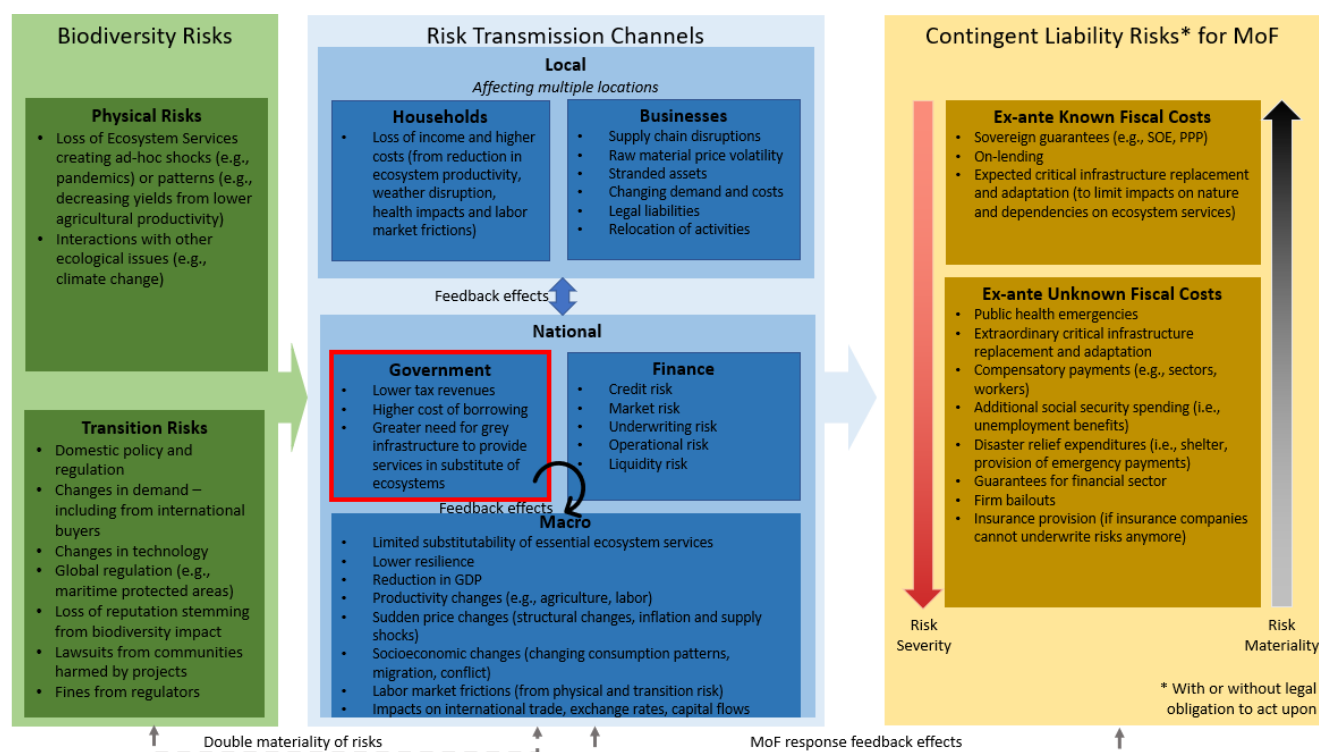 Biodiversity Risks
Physical Risks
• Loss of Ecosystem Services
creating ad-hoc shocks (e.g.,
pandemics) or patterns (e.g.,
decreasing yields from lower
agricultural productivity)
• Interactions with other
ecological issues (e.g.,
climate change)
Transition Risks
• Domestic policy and
regulation
• Changes in demand –
including from international
buyers
• Changes in technology
• Global regulation (e.g.,
maritime protected areas)
• Loss of reputation stemming
from biodiversity impact
• Lawsuits from communities
harmed by projects
• Fines from regulators
Risk Transmission Channels
Local
Affecting multiple locations
Households
• Loss of income and higher
costs (from reduction in
ecosystem productivity,
weather disruption,
health impacts and labor
market frictions)
Businesses
• Supply chain disruptions
• Raw material price volatility
• Stranded assets
• Changing demand and costs
• Legal liabilities
• Relocation of activities
Feedback effects
National
Government
• Lower tax revenues
• Higher cost of borrowing
• Greater need for grey
infrastructure to provide
services in substitute of
ecosystems
Finance
• Credit risk
• Market risk
• Underwriting risk
• Operational risk
• Liquidity risk
Feedback effects
Macro
• Limited substitutability of essential ecosystem services
• Lower resilience
• Reduction in GDP
• Productivity changes (e.g., agriculture, labor)
• Sudden price changes (structural changes, inflation and supply
shocks)
• Socioeconomic changes (changing consumption patterns,
migration, conflict)
• Labor market frictions (from physical and transition risk)
• Impacts on international trade, exchange rates, capital flows
Contingent Liability Risks* for MoF
Ex-ante Known Fiscal Costs
• Sovereign guarantees (e.g., SOE, PPP)
• On-lending
• Expected critical infrastructure replacement
and adaptation (to limit impacts on nature
and dependencies on ecosystem services)
Ex-ante Unknown Fiscal Costs
• Public health emergencies
• Extraordinary critical infrastructure
replacement and adaptation
• Compensatory payments (e.g., sectors,
workers)
• Additional social security spending (i.e.,
unemployment benefits)
• Disaster relief expenditures (i.e., shelter,
provision of emergency payments)
• Guarantees for financial sector
• Firm bailouts
• Insurance provision (if insurance companies
cannot underwrite risks anymore)
Risk
Severity
Risk
Materiality
* With or without legal
obligation to act upon
Double materiality of risks
MoF response feedback effects